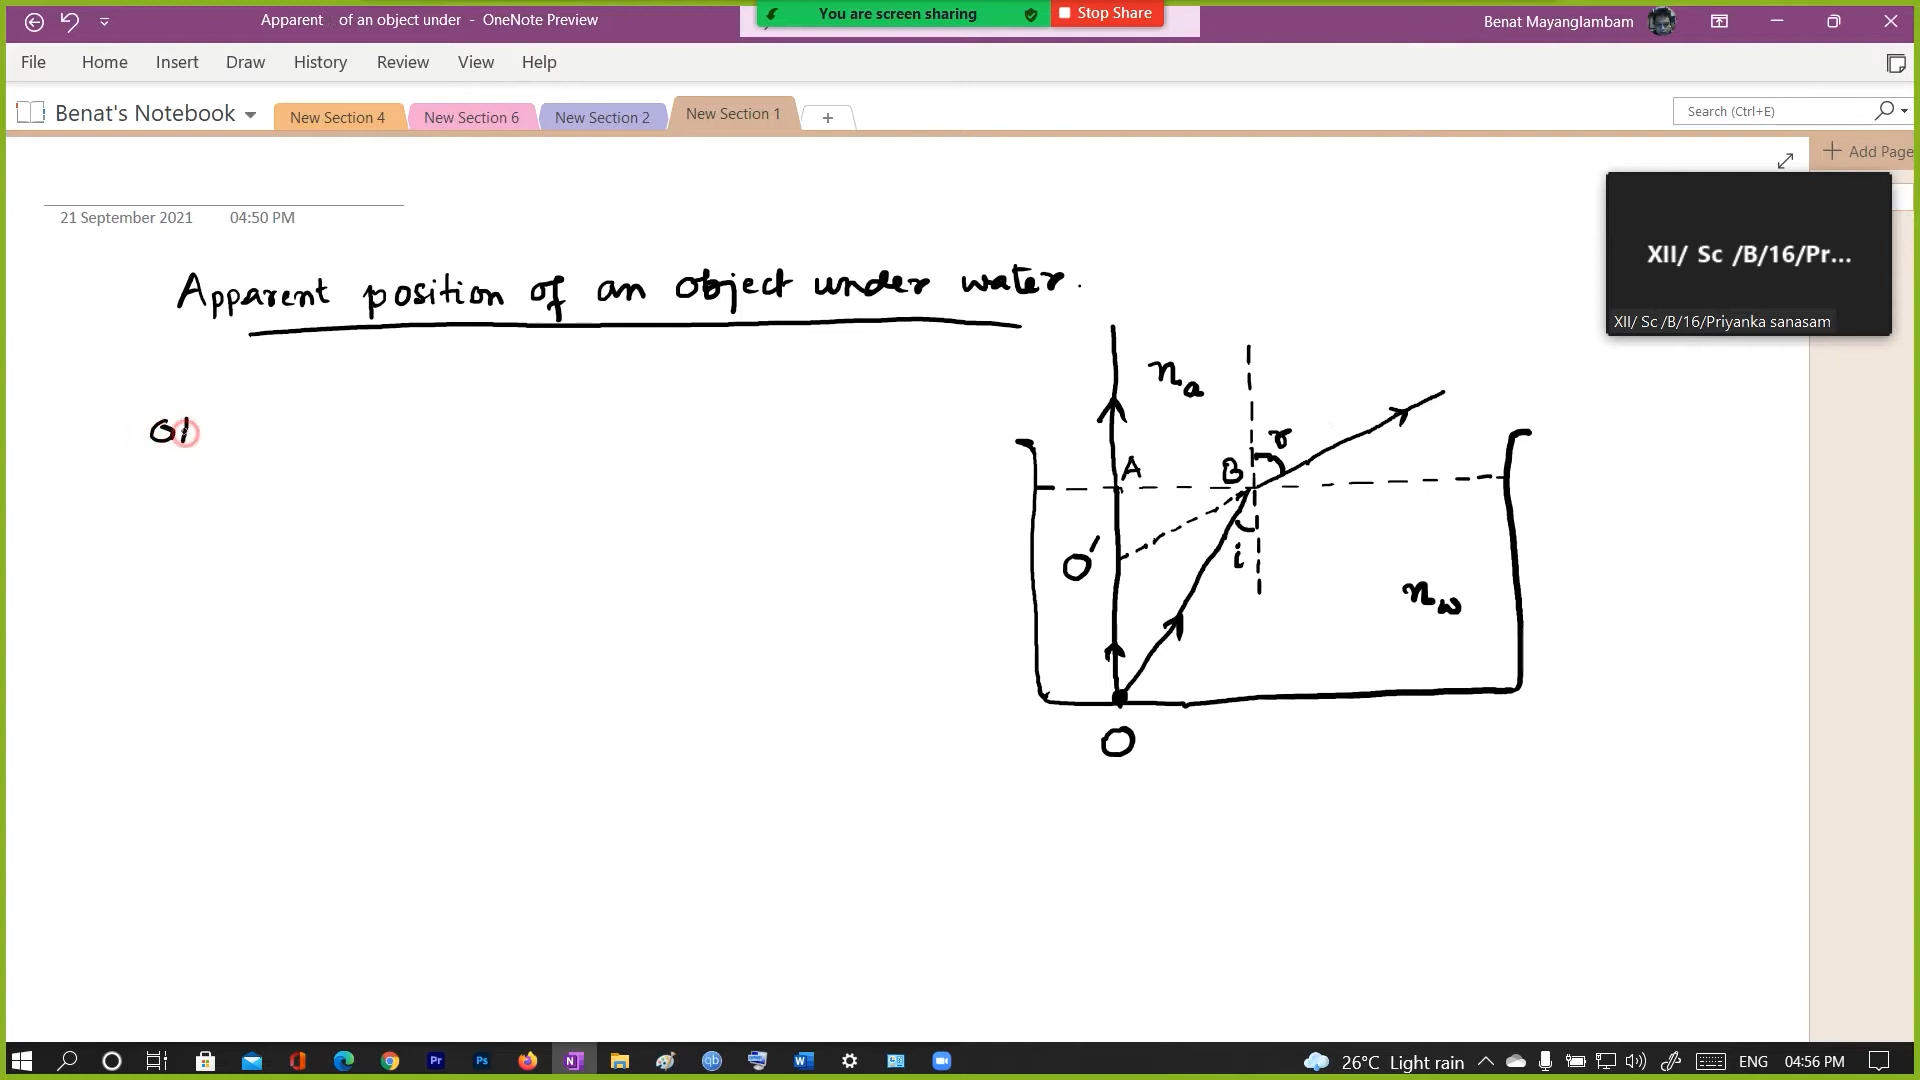 Apparent of an object under - OneNote Preview
You are screen sharing
Stop Share
Benat Mayanglambam
File Home Insert Draw History Review View Help
Benat's Notebook
New Section 4
New Section 6
New Section 2
New Section 1
+
Search (Ctrl+E)
Add Page
21 September 2021 04:50 PM
XII/ Sc /B/16/Pr...
XII/ Sc /B/16/Priyanka sanasam
Apparent position of an object under water.
n_a
r
A
B
O'
i
n_w
O
26°C Light rain
ENG
04:56 PM